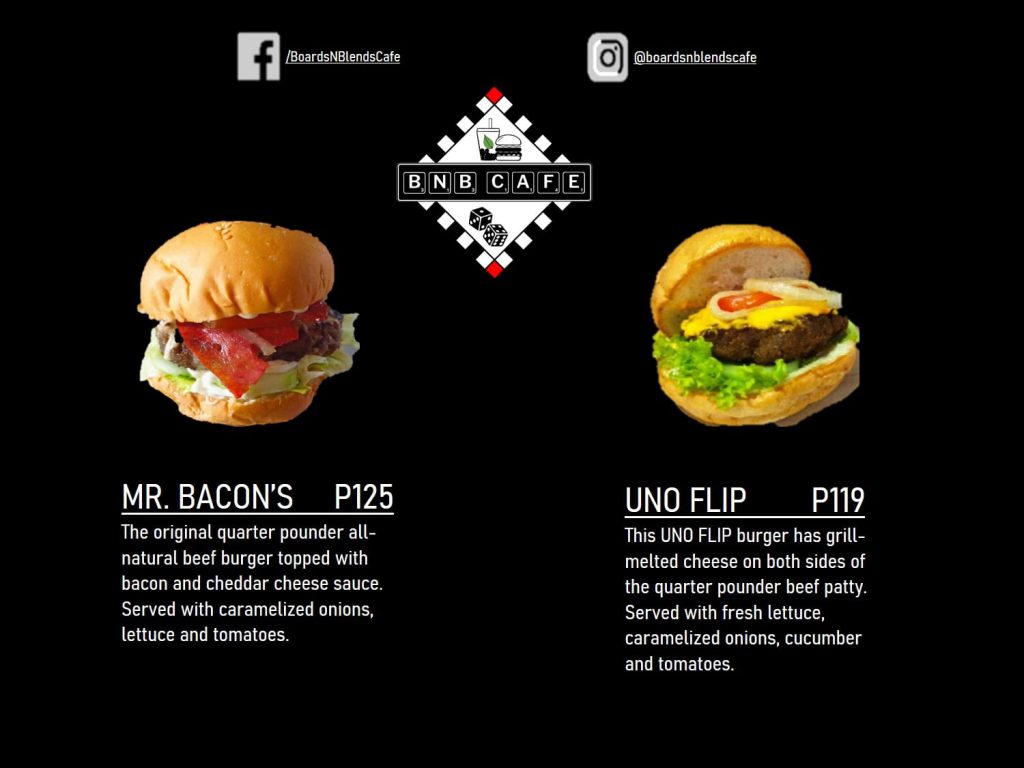 /BoardsNBlendsCafe
@boardsnblendscafe
BNB CAFE
MR. BACON'S P125
The original quarter pounder all-
natural beef burger topped with
bacon and cheddar cheese sauce.
Served with caramelized onions,
lettuce and tomatoes.
UNO FLIP P119
This UNO FLIP burger has grill-
melted cheese on both sides of
the quarter pounder beef patty.
Served with fresh lettuce,
caramelized onions, cucumber
and tomatoes.